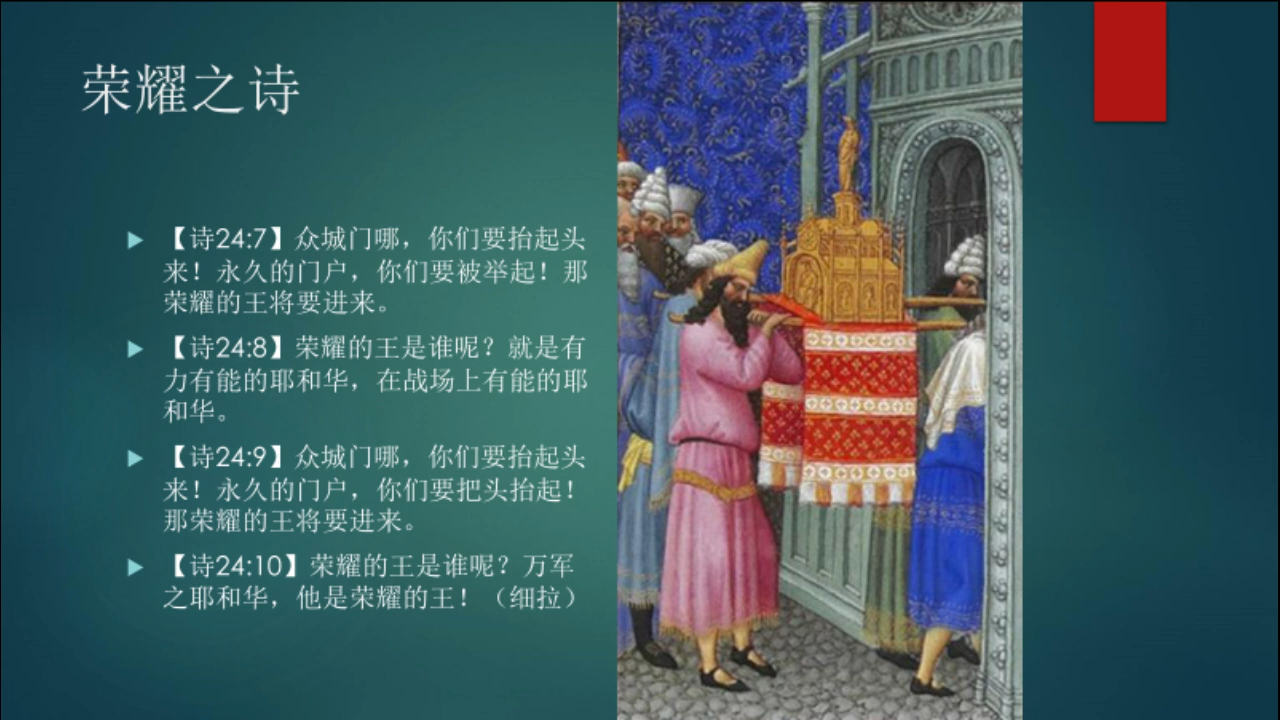 荣耀之诗
【诗24:7】众城门哪，你们要抬起头
来！永久的门户，你们要被举起！那
荣耀的王将要进来。
【诗24:8】荣耀的王是谁呢？就是有
力有能的耶和华，在战场上有能的耶
和华。
【诗24:9】众城门哪，你们要抬起头
来！永久的门户，你们要把头抬起！
那荣耀的王将要进来。
【诗24:10】荣耀的王是谁呢？万军
之耶和华，他是荣耀的王！（细拉）